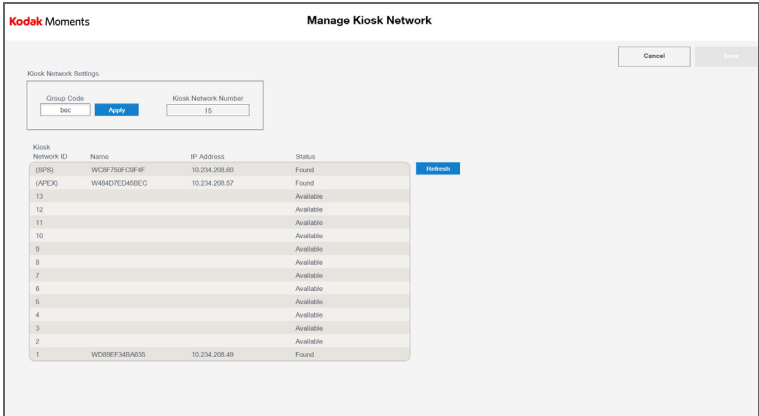 Kodak Moments
Manage Kiosk Network
Cancel Save
Kiosk Network Settings
Group Code Kiosk Network Number
bec Apply 15
Kiosk
Network ID Name IP Address Status
(SPS) WC8F750FC9F4F 10.234.208.60 Found Refresh
(APEX) W484D7ED45BEC 10.234.208.57 Found
13 Available
12 Available
11 Available
10 Available
9 Available
8 Available
7 Available
6 Available
5 Available
4 Available
3 Available
2 Available
1 WD89EF34BA635 10.234.208.49 Found